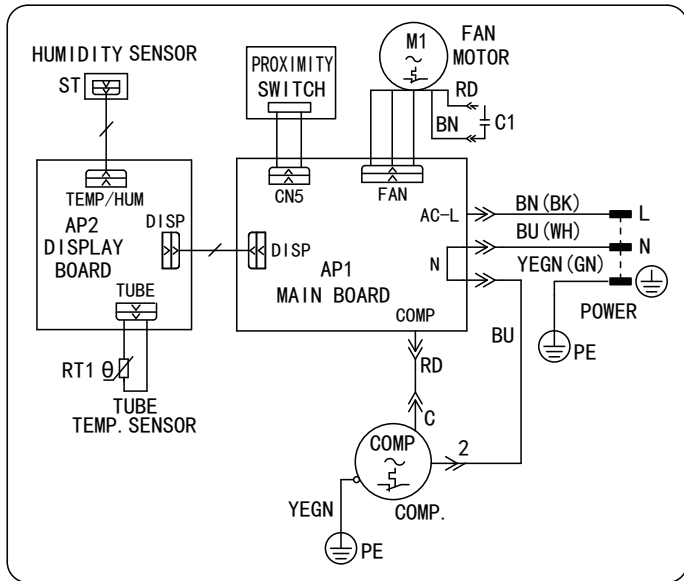 HUMIDITY SENSOR
ST
PROXIMITY
SWITCH
M1
FAN
MOTOR
RD
BN
C1
TEMP/HUM
CN5
FAN
AP2
DISPLAY
BOARD
DISP
DISP
AP1
MAIN BOARD
AC-L
N
BN(BK)
L
BU(WH)
N
YEGN(GN)
POWER
PE
TUBE
COMP
BU
RT1 θ
TUBE
TEMP. SENSOR
RD
C
COMP
2
COMP.
YEGN
PE